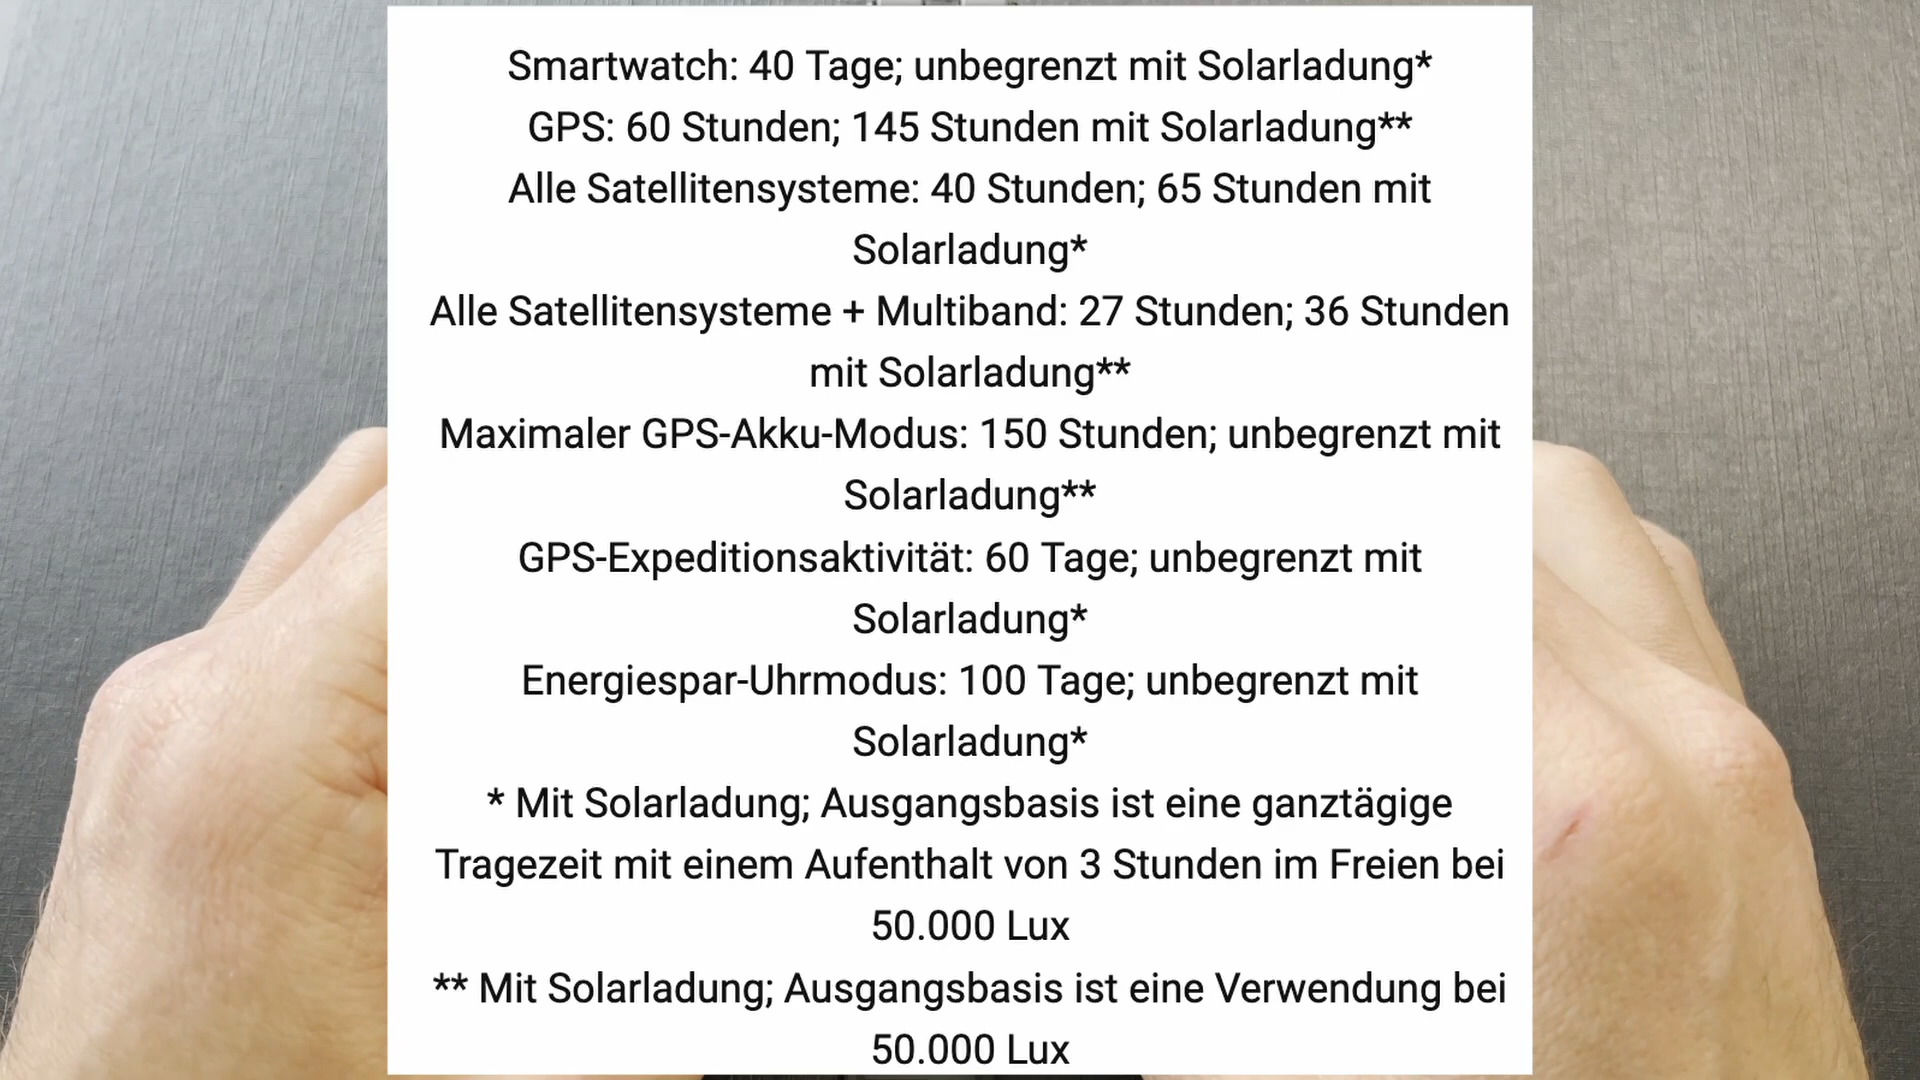 Smartwatch: 40 Tage; unbegrenzt mit Solarladung*
GPS: 60 Stunden; 145 Stunden mit Solarladung**
Alle Satellitensysteme: 40 Stunden; 65 Stunden mit
Solarladung*
Alle Satellitensysteme + Multiband: 27 Stunden; 36 Stunden
mit Solarladung**
Maximaler GPS-Akku-Modus: 150 Stunden; unbegrenzt mit
Solarladung**
GPS-Expeditionsaktivität: 60 Tage; unbegrenzt mit
Solarladung*
Energiespar-Uhrmodus: 100 Tage; unbegrenzt mit
Solarladung*
* Mit Solarladung; Ausgangsbasis ist eine ganztägige
Tragezeit mit einem Aufenthalt von 3 Stunden im Freien bei
50.000 Lux
** Mit Solarladung; Ausgangsbasis ist eine Verwendung bei
50.000 Lux